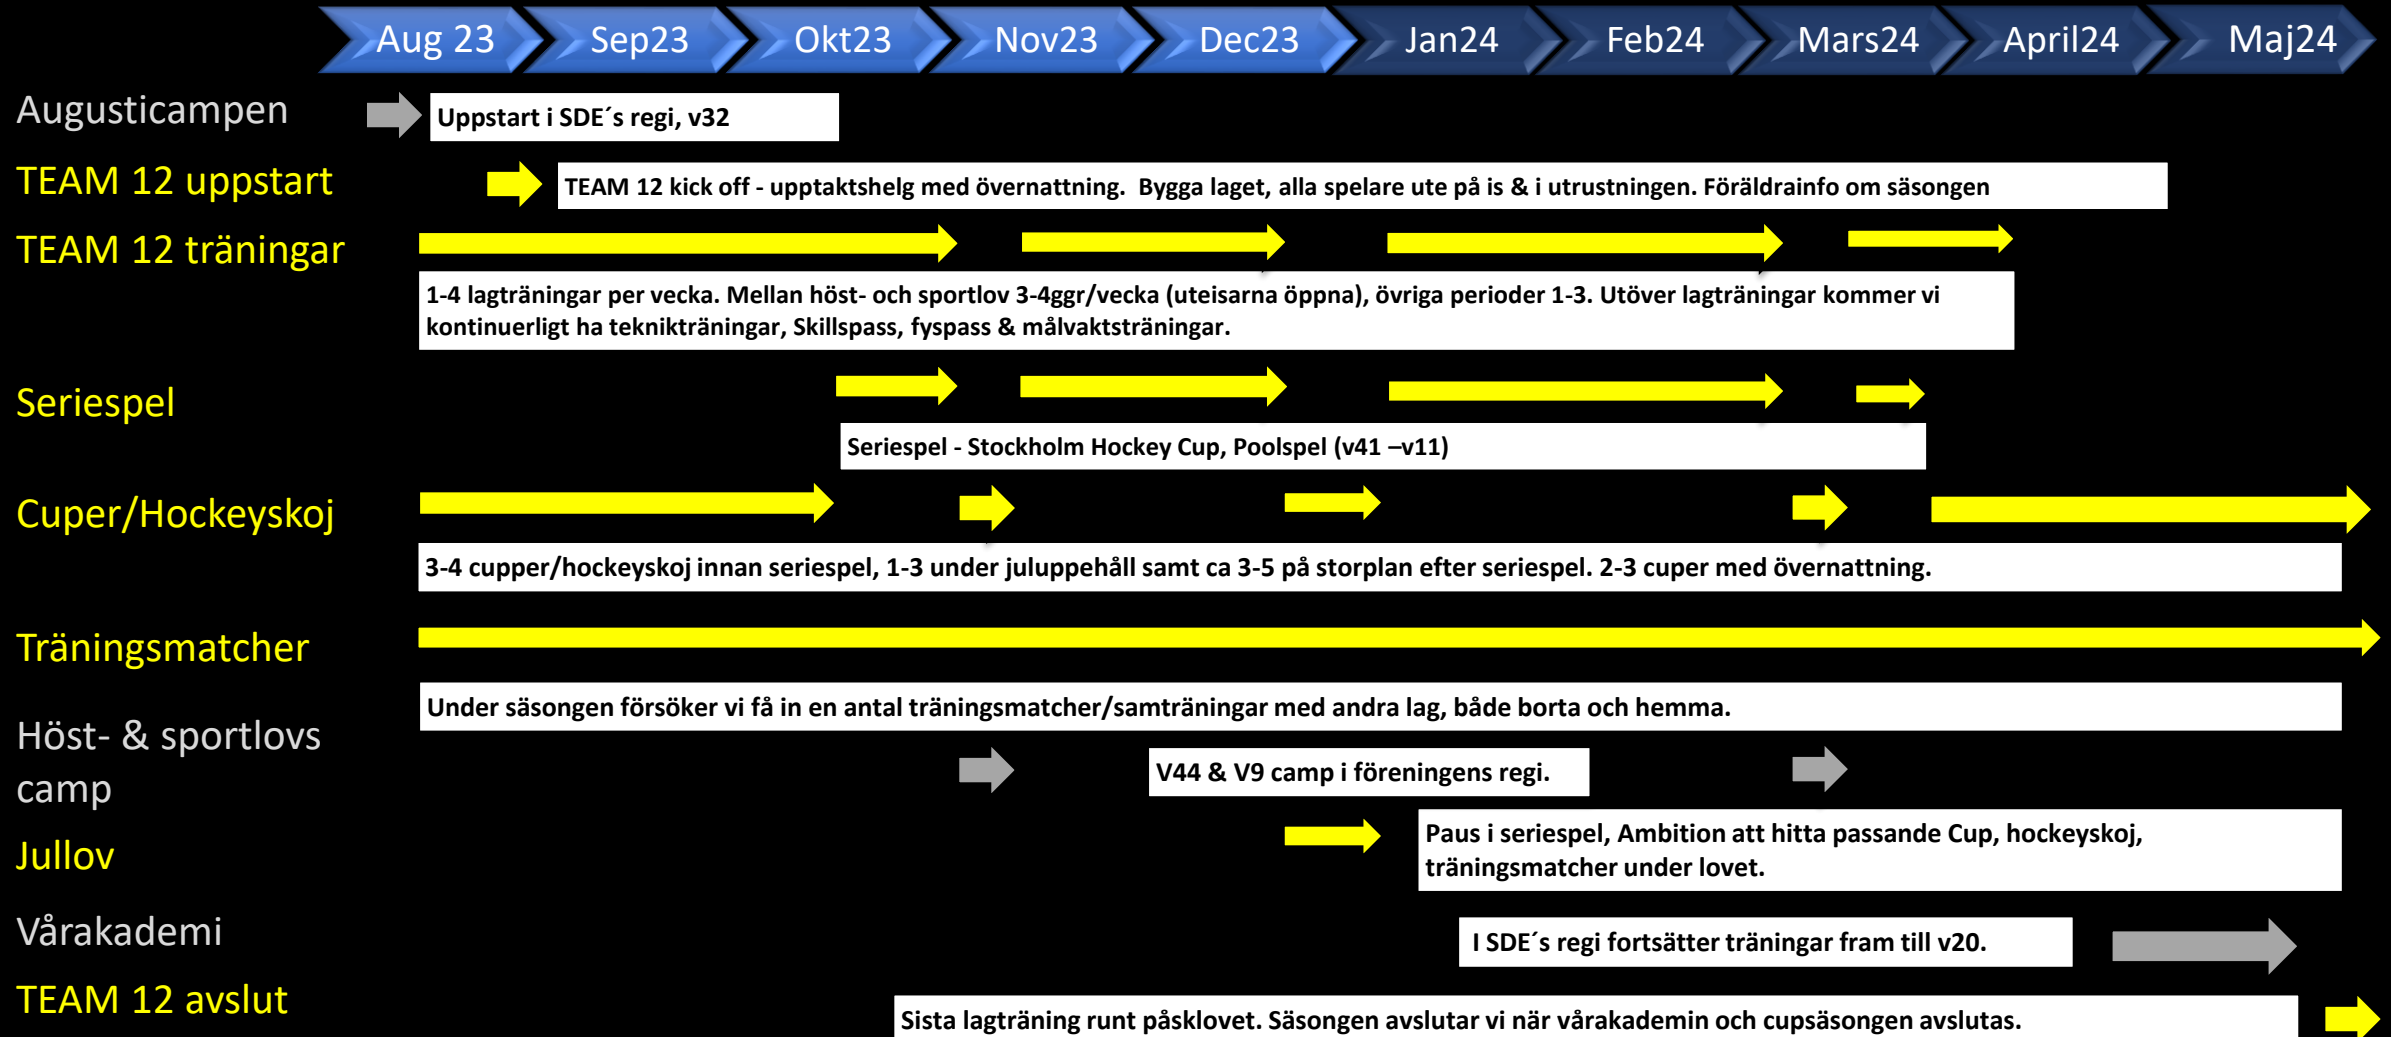 Aug 23 Sep23 Okt23 Nov23 Dec23 Jan24 Feb24 Mars24 April24 Maj24
Augusticampen
Uppstart i SDE´s regi, v32
TEAM 12 uppstart
TEAM 12 kick off - upptaktshelg med övernattning.  Bygga laget, alla spelare ute på is & i utrustningen. Föräldrainfo om säsongen
TEAM 12 träningar
1-4 lagträningar per vecka. Mellan höst- och sportlov 3-4ggr/vecka (uteisarna öppna), övriga perioder 1-3. Utöver lagträningar kommer vi
kontinuerligt ha teknikträningar, Skillspass, fyspass & målvaktsträningar.
Seriespel
Seriespel - Stockholm Hockey Cup, Poolspel (v41 –v11)
Cuper/Hockeyskoj
3-4 cupper/hockeyskoj innan seriespel, 1-3 under juluppehåll samt ca 3-5 på storplan efter seriespel. 2-3 cuper med övernattning.
Träningsmatcher
Under säsongen försöker vi få in en antal träningsmatcher/samträningar med andra lag, både borta och hemma.
Höst- & sportlovs
camp
V44 & V9 camp i föreningens regi.
Jullov
Paus i seriespel, Ambition att hitta passande Cup, hockeyskoj,
träningsmatcher under lovet.
Vårakademi
I SDE´s regi fortsätter träningar fram till v20.
TEAM 12 avslut
Sista lagträning runt påsklovet. Säsongen avslutar vi när vårakademin och cupsäsongen avslutas.